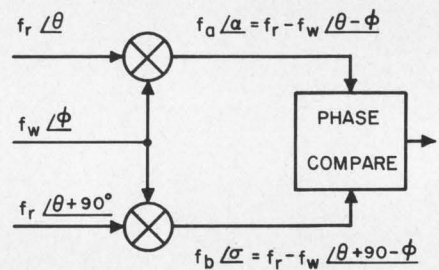 f_r ∠θ
f_a ∠α = f_r - f_w ∠θ-ϕ
f_w ∠ϕ
PHASE
COMPARE
f_r ∠θ+90°
f_b ∠σ = f_r - f_w ∠θ+90-ϕ